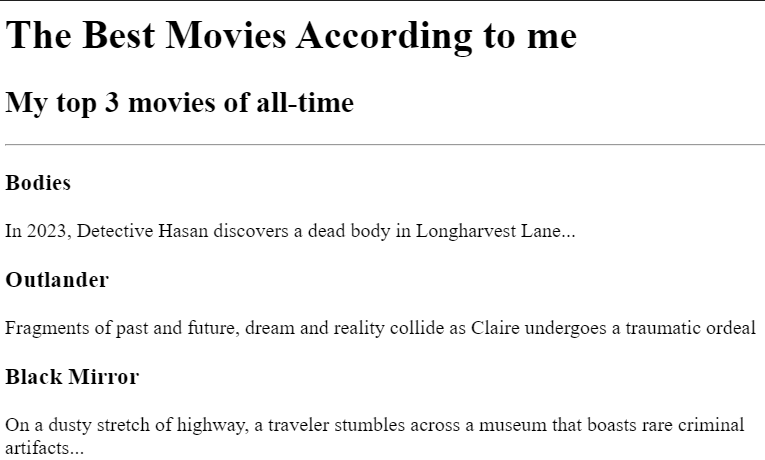 The Best Movies According to me
My top 3 movies of all-time
Bodies
In 2023, Detective Hasan discovers a dead body in Longharvest Lane...
Outlander
Fragments of past and future, dream and reality collide as Claire undergoes a traumatic ordeal
Black Mirror
On a dusty stretch of highway, a traveler stumbles across a museum that boasts rare criminal
artifacts...